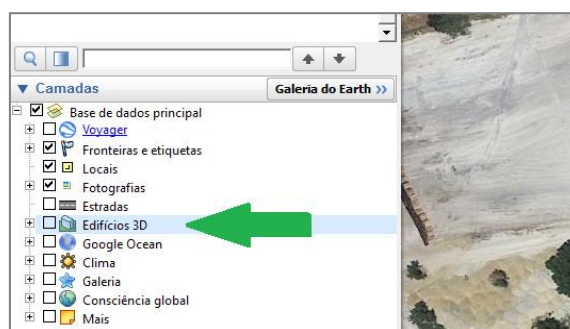 Camadas
Galeria do Earth >>
Base de dados principal
Voyager
Fronteiras e etiquetas
Locais
Fotografias
Estradas
Edifícios 3D
Google Ocean
Clima
Galeria
Consciência global
Mais